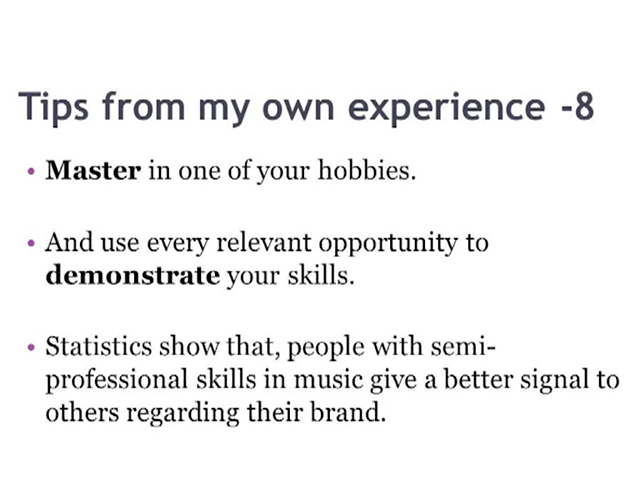 Tips from my own experience -8
• Master in one of your hobbies.
• And use every relevant opportunity to
demonstrate your skills.
• Statistics show that, people with semi-
professional skills in music give a better signal to
others regarding their brand.